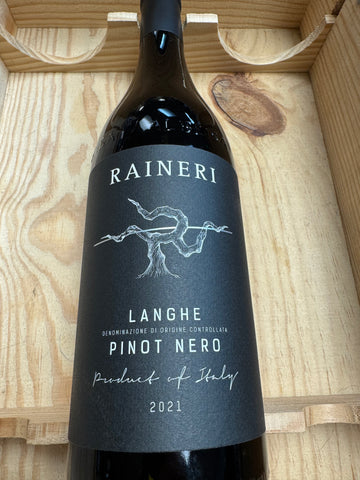 RAINERI
LANGHE
DENOMINAZIONE DI ORIGINE CONTROLLATA
PINOT NERO
Product of Italy
2021